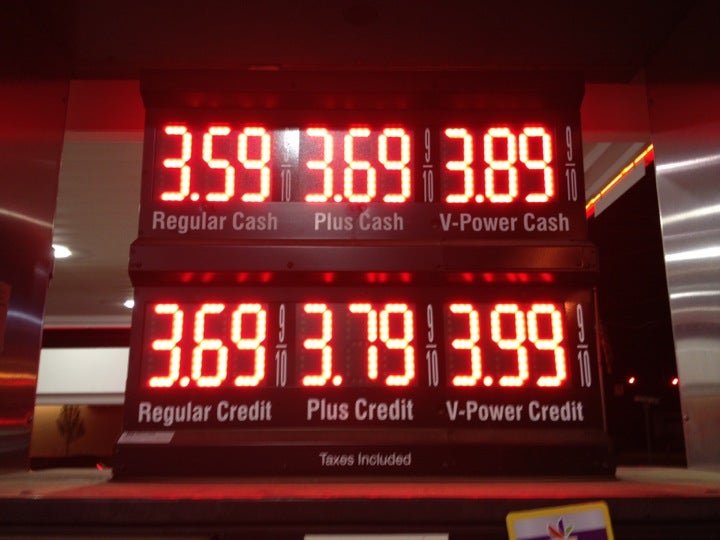 3.59 9/10 3.69 9/10 3.89 9/10
Regular Cash Plus Cash V-Power Cash
3.69 9/10 3.79 9/10 3.99 9/10
Regular Credit Plus Credit V-Power Credit
Taxes Included